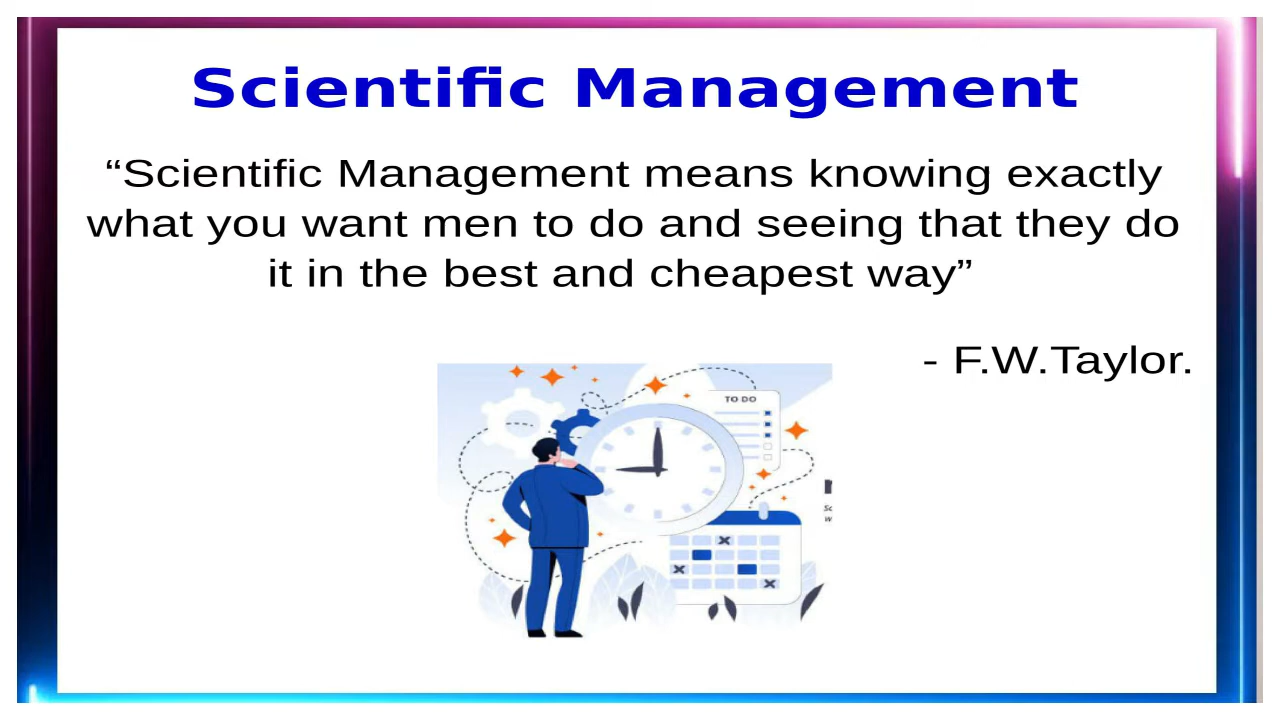 Scientific Management
“Scientific Management means knowing exactly
what you want men to do and seeing that they do
it in the best and cheapest way”
- F.W.Taylor.
TO DO